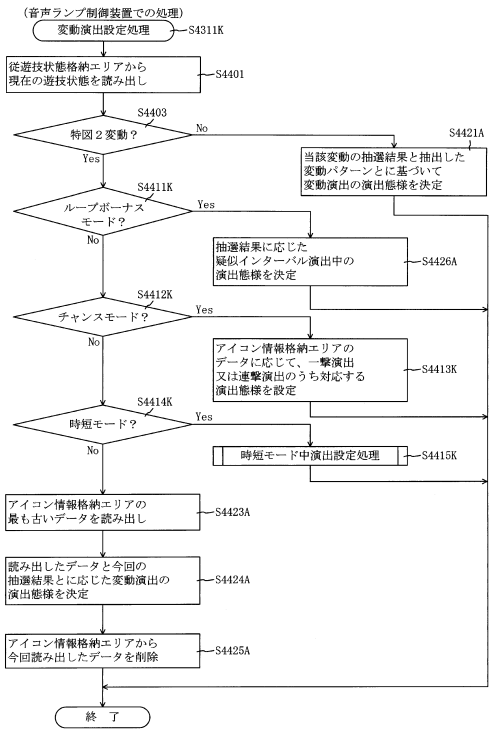 (音声ランプ制御装置での処理)
変動演出設定処理
S4311K
従遊技状態格納エリアから
現在の遊技状態を読み出し
S4401
S4403
特図2変動？
No
Yes
S4421A
当該変動の抽選結果と抽出した
変動パターンとに基づいて
変動演出の演出態様を決定
S4411K
ループボーナス
モード？
Yes
No
抽選結果に応じた
疑似インターバル演出中の
演出態様を決定
S4426A
S4412K
チャンスモード？
Yes
No
アイコン情報格納エリアの
データに応じて、一撃演出
又は連撃演出のうち対応する
演出態様を設定
S4413K
S4414K
時短モード？
Yes
No
時短モード中演出設定処理
S4415K
アイコン情報格納エリアの
最も古いデータを読み出し
S4423A
読み出したデータと今回の
抽選結果とに応じた変動演出の
演出態様を決定
S4424A
アイコン情報格納エリアから
今回読み出したデータを削除
S4425A
終 了